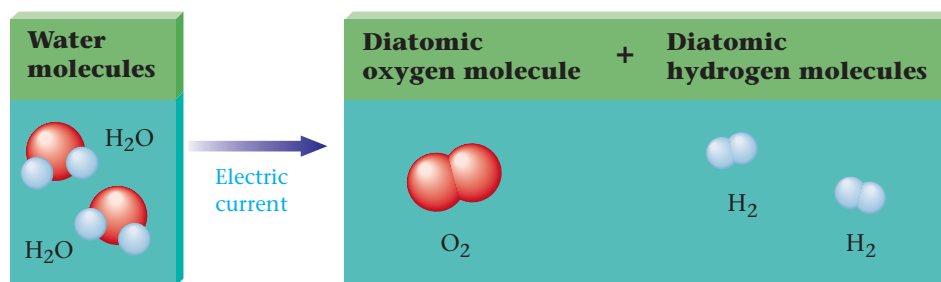 Water
molecules
H₂O
H₂O
Electric
current
Diatomic
oxygen molecule
+
Diatomic
hydrogen molecules
O₂
H₂
H₂